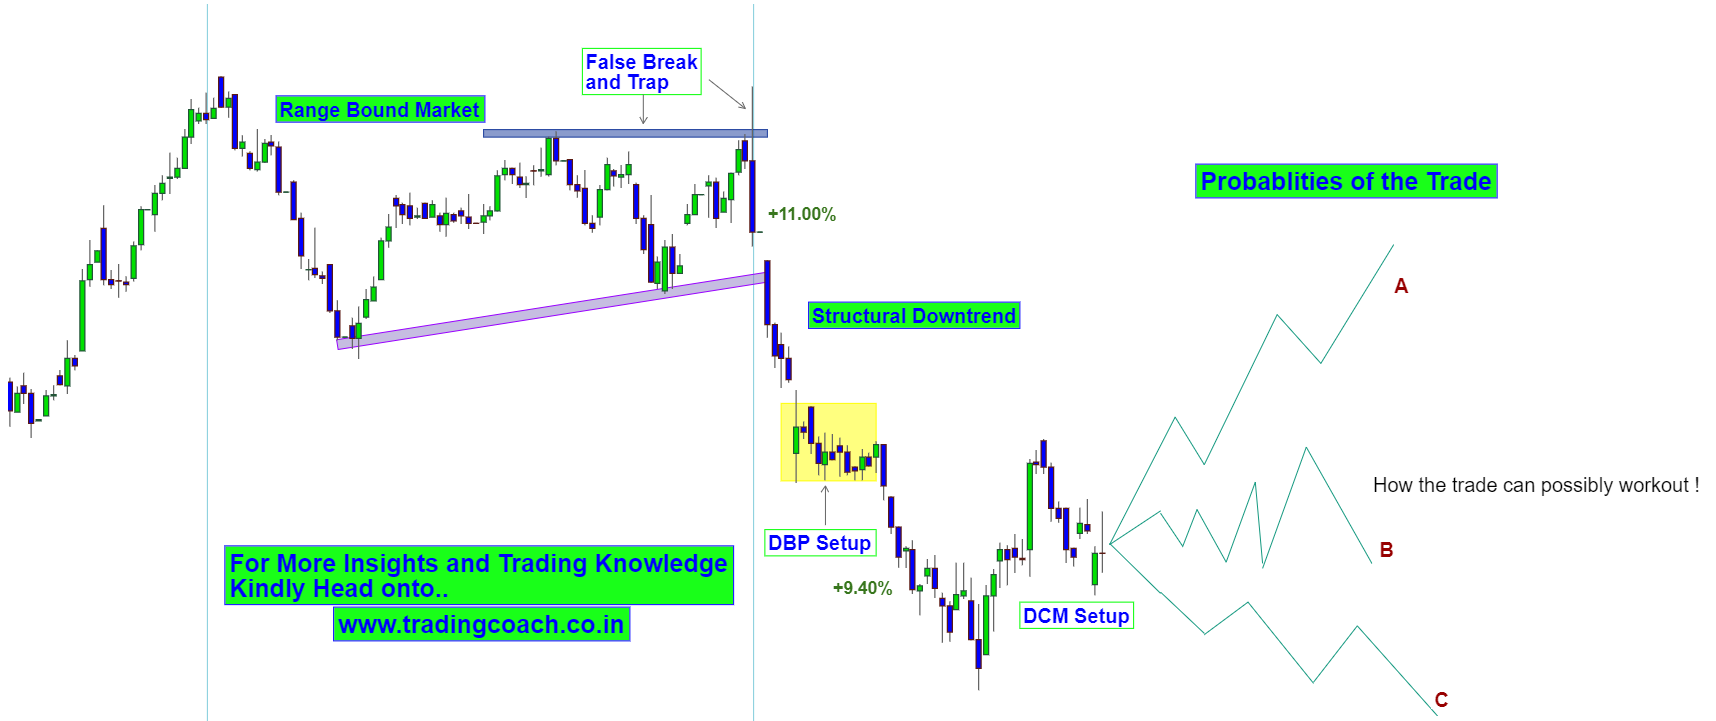 False Break
and Trap
Range Bound Market
Probablities of the Trade
+11.00%
A
Structural Downtrend
How the trade can possibly workout !
DBP Setup
B
For More Insights and Trading Knowledge
Kindly Head onto..
+9.40%
www.tradingcoach.co.in
DCM Setup
C